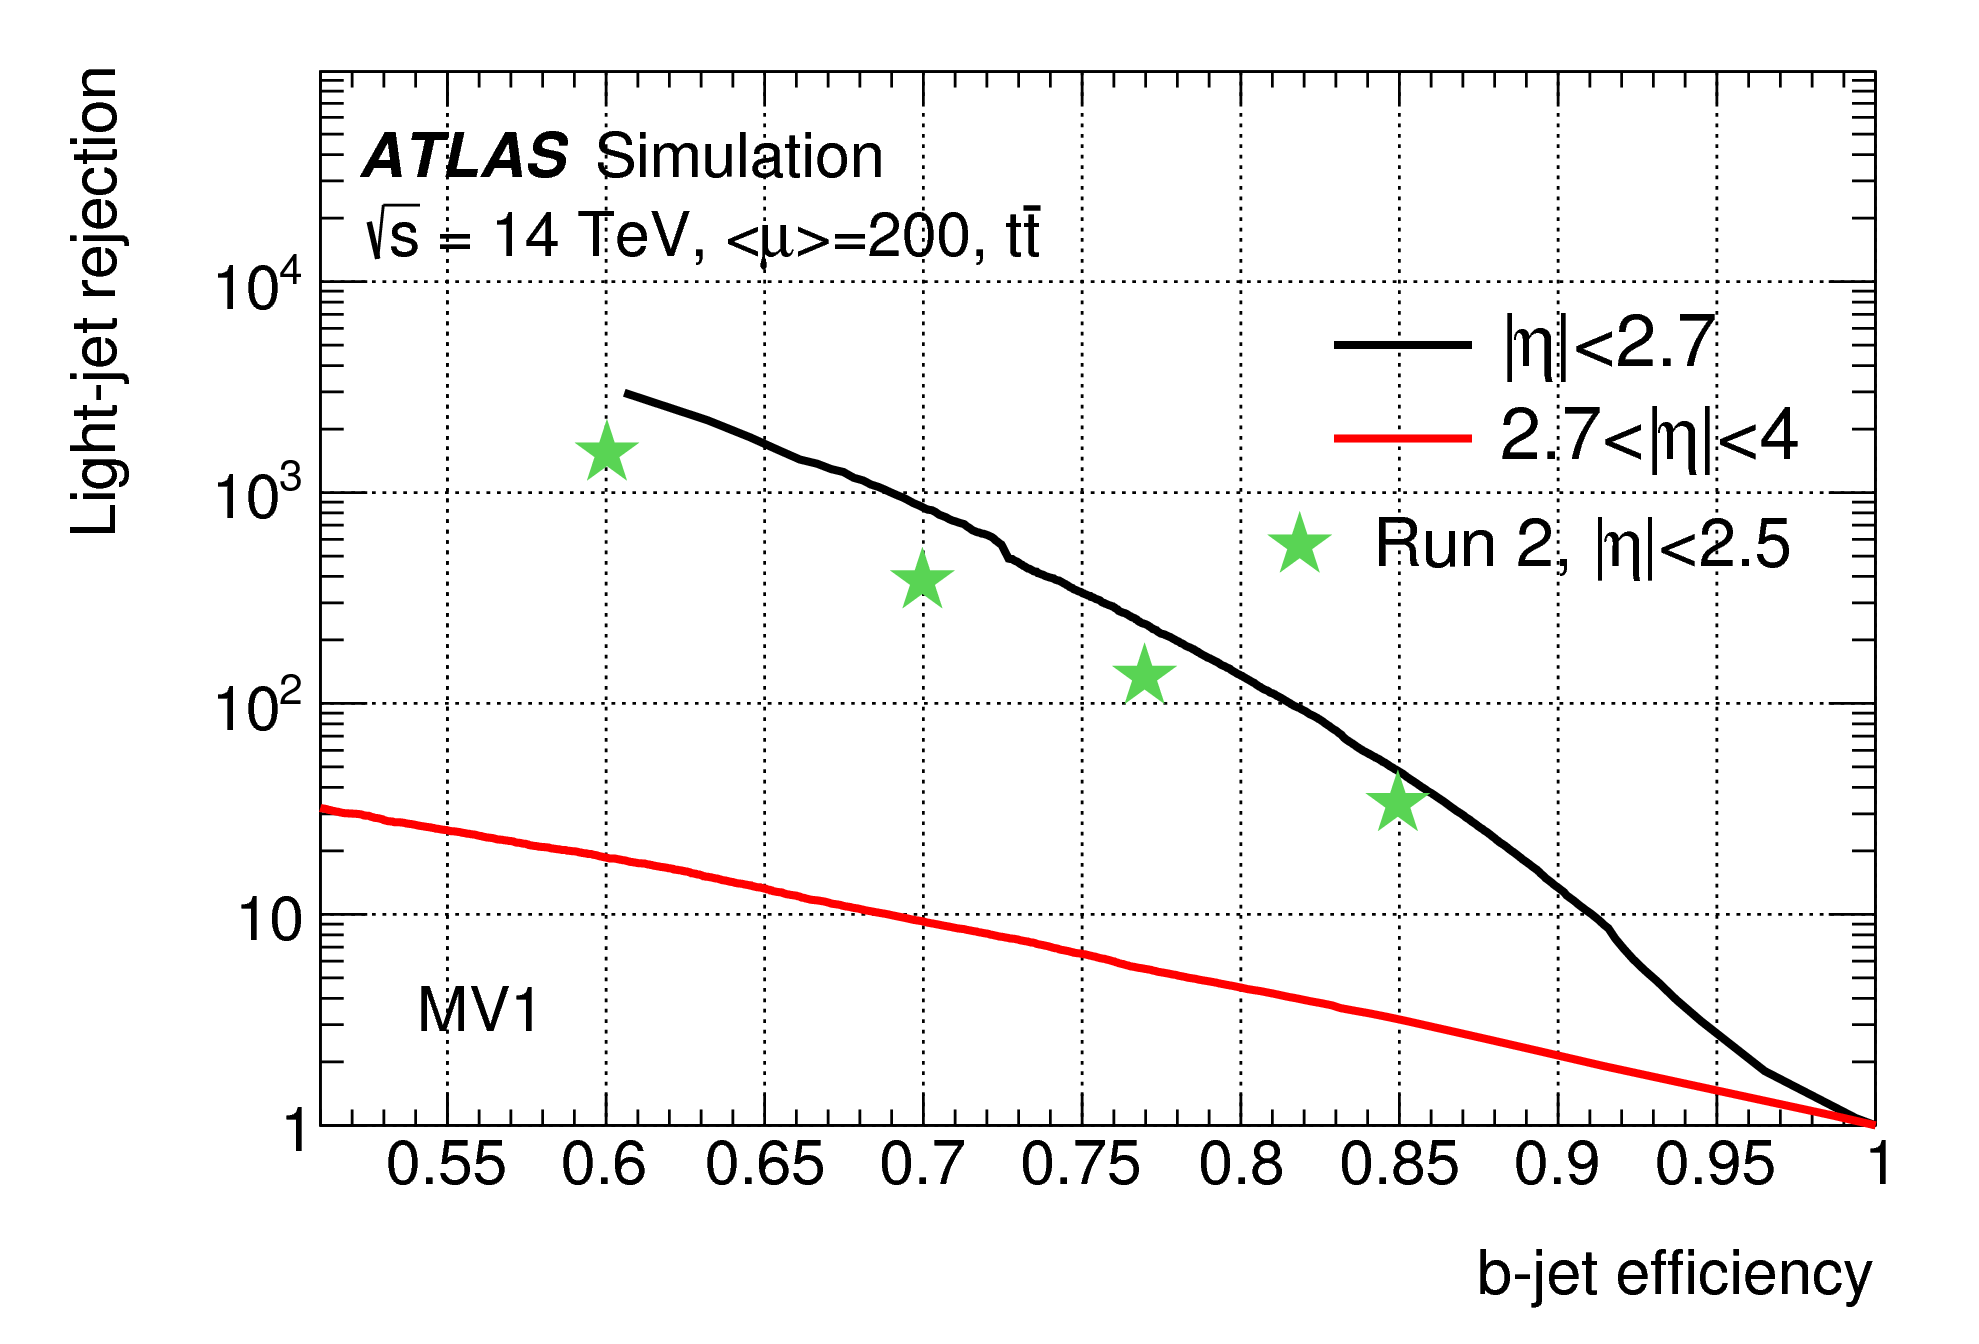 Light-jet rejection
ATLAS Simulation
√s = 14 TeV, <μ>=200, tt̄
|η|<2.7
2.7<|η|<4
Run 2, |η|<2.5
MV1
10⁴
10³
10²
10
1
0.55 0.6 0.65 0.7 0.75 0.8 0.85 0.9 0.95 1
b-jet efficiency